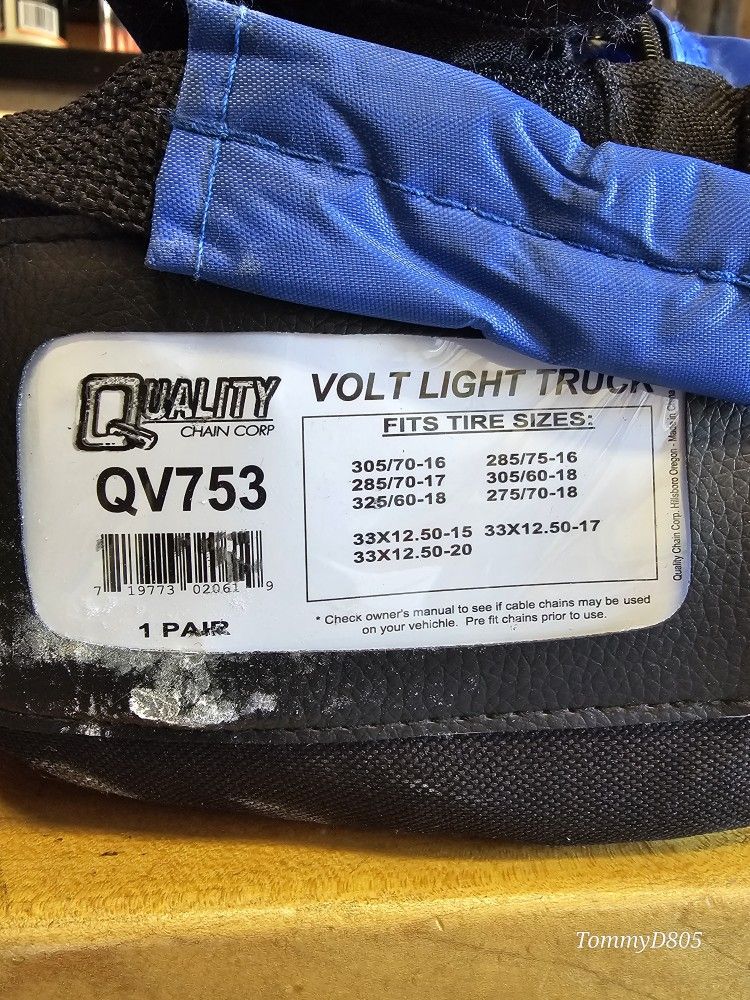 QUALITY
CHAIN CORP
QV753
7 19773 02061 9
1 PAIR
VOLT LIGHT TRUCK
FITS TIRE SIZES:
305/70-16 285/75-16
285/70-17 305/60-18
325/60-18 275/70-18
33X12.50-15 33X12.50-17
33X12.50-20
* Check owner's manual to see if cable chains may be used
on your vehichle. Pre fit chains prior to use.
Quality Chain Corp. Hillsboro Oregon - Made in China
TommyD805